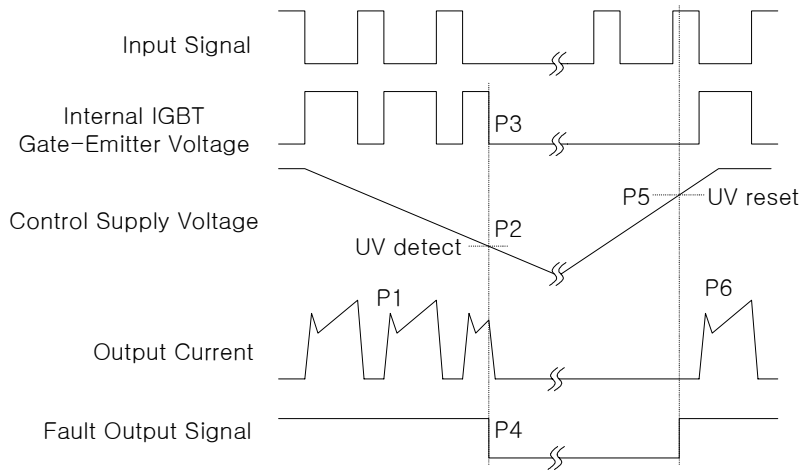 Input Signal
Internal IGBT
Gate-Emitter Voltage
P3
Control Supply Voltage
P5
UV reset
P2
UV detect
P1
P6
Output Current
Fault Output Signal
P4